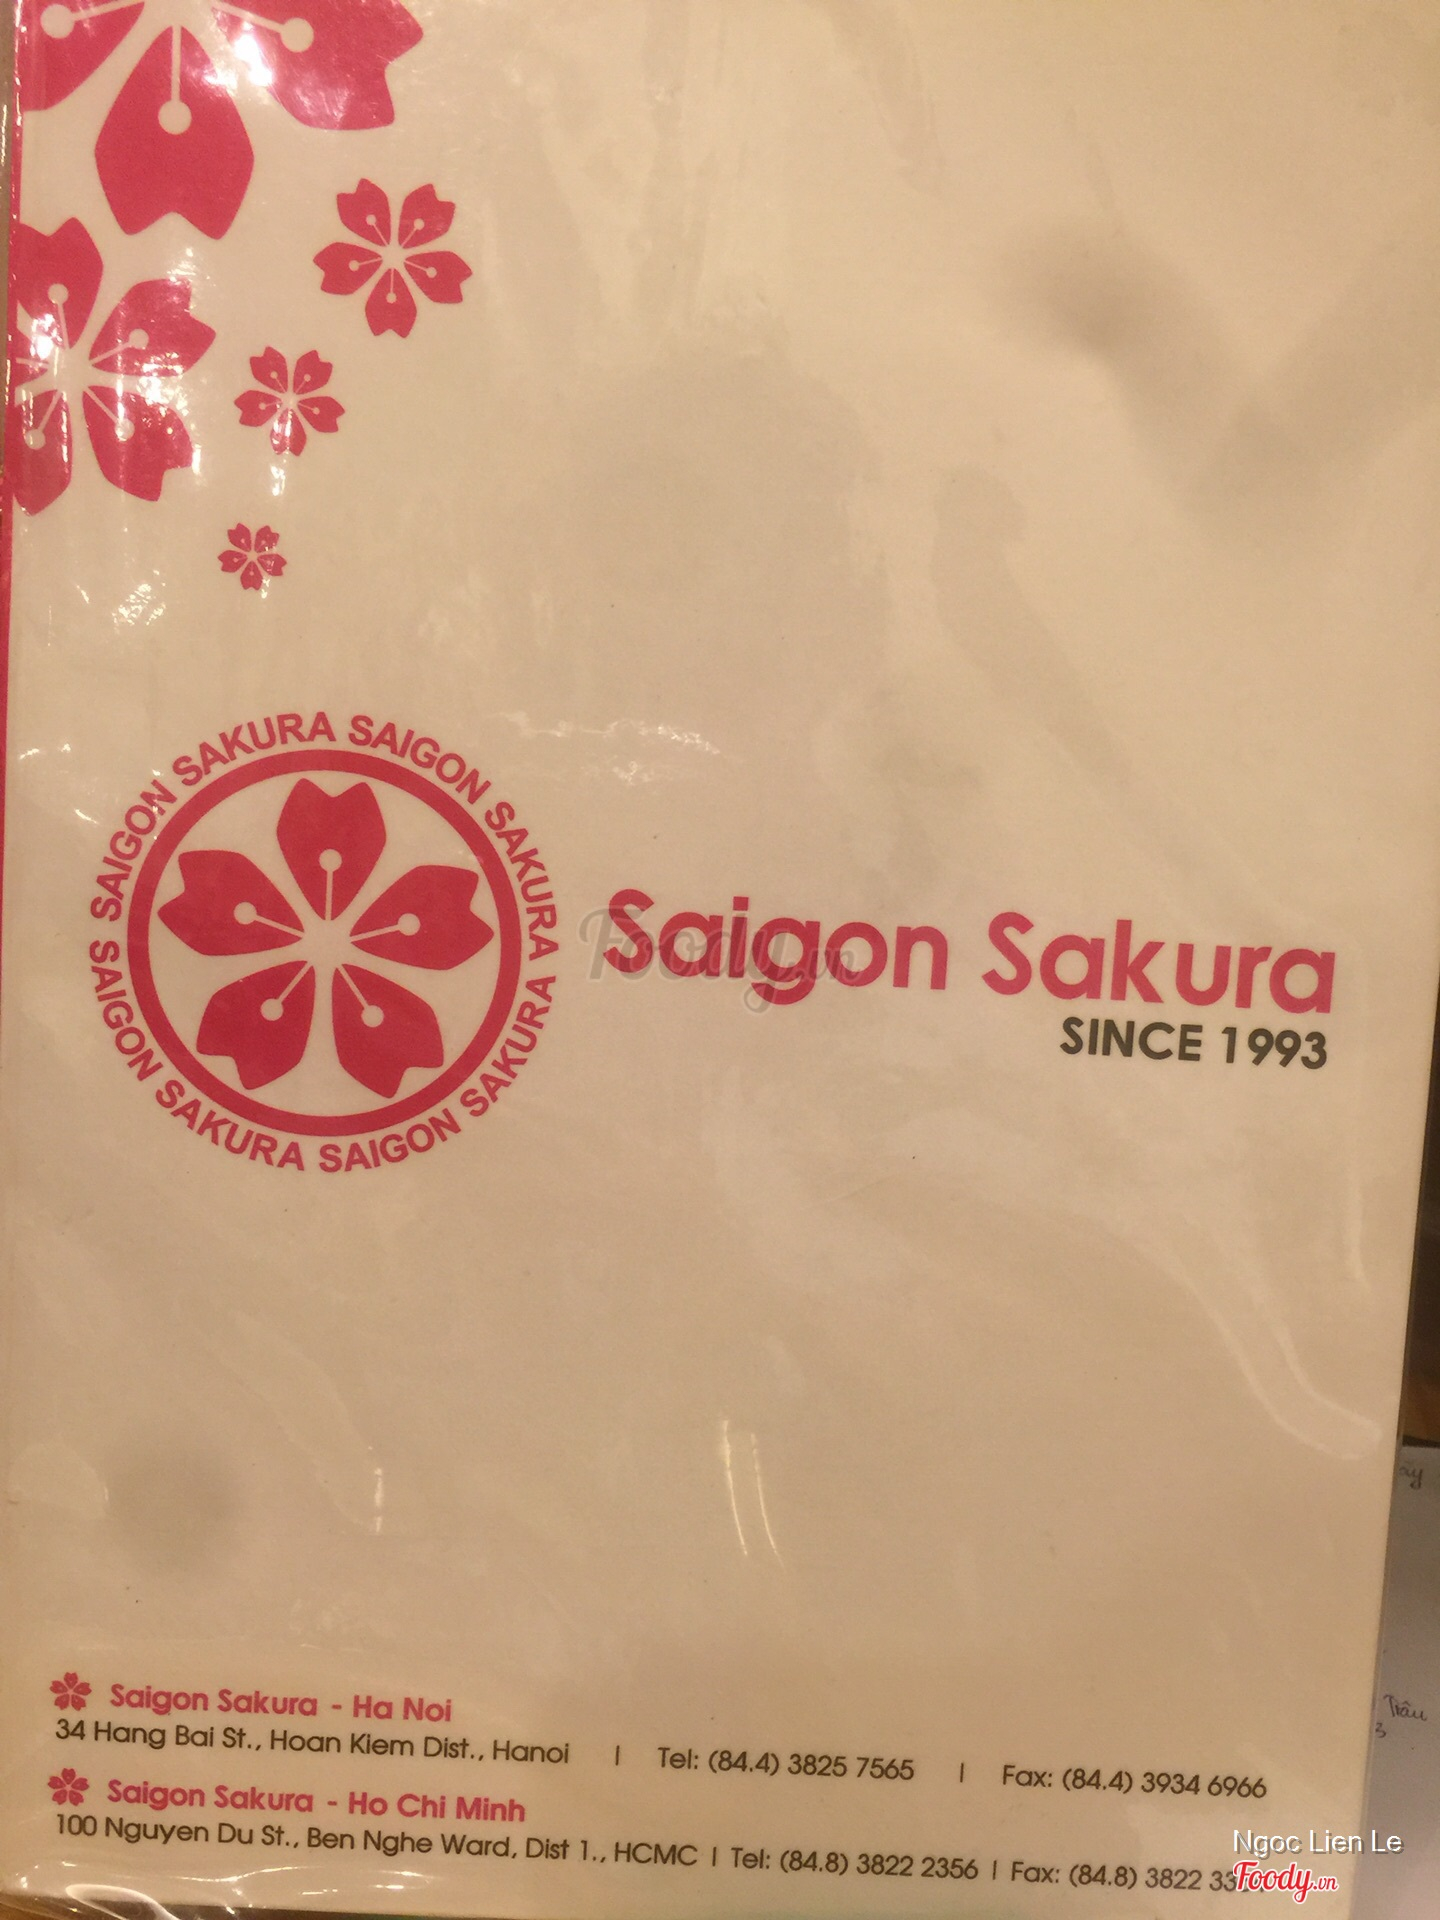 SAIGON SAKURA SAIGON SAKURA SAIGON SAKURA SAIGON SAKURA
Saigon Sakura
SINCE 1993
Foody.vn
Saigon Sakura - Ha Noi
34 Hang Bai St., Hoan Kiem Dist., Hanoi | Tel: (84.4) 3825 7565 | Fax: (84.4) 3934 6966
Saigon Sakura - Ho Chi Minh
100 Nguyen Du St., Ben Nghe Ward, Dist 1., HCMC | Tel: (84.8) 3822 2356 | Fax: (84.8) 3822
Ngoc Lien Le
Foody.vn